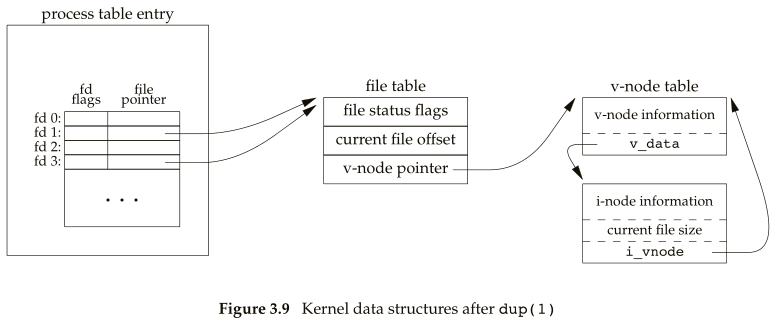 process table entry
fd
flags
file
pointer
fd 0:
fd 1:
fd 2:
fd 3:
. . .
file table
file status flags
current file offset
v-node pointer
v-node table
v-node information
v_data
i-node information
current file size
i_vnode
Figure 3.9 Kernel data structures after dup(1)